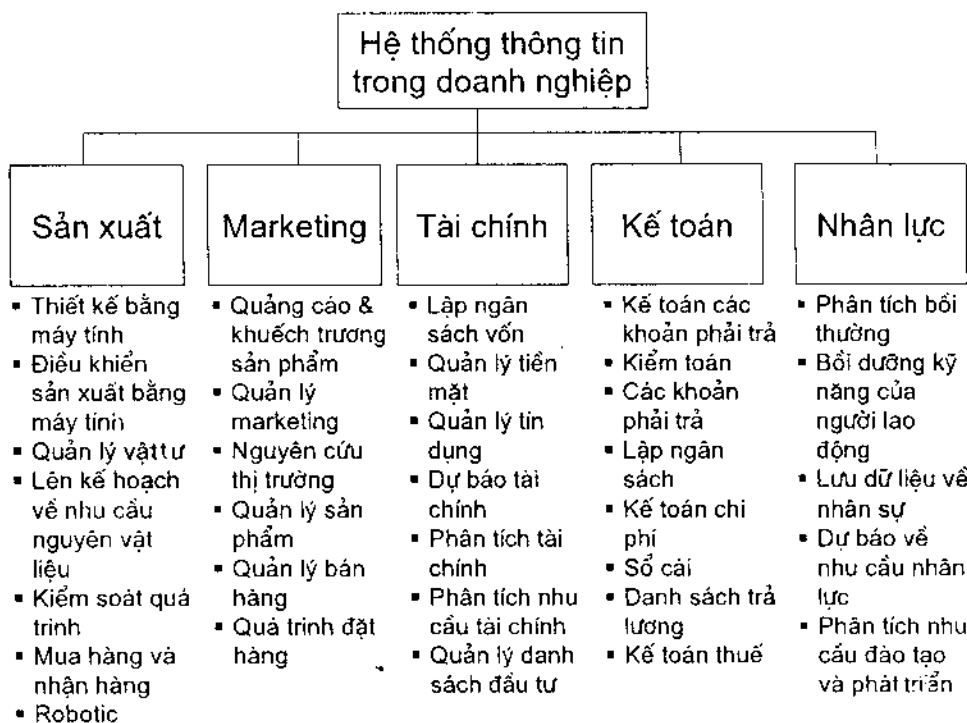 Hệ thống thông tin
trong doanh nghiệp
Sản xuất
▪ Thiết kế bằng
máy tính
▪ Điều khiển
sản xuất bằng
máy tính
▪ Quản lý vật tư
▪ Lên kế hoạch
về nhu cầu
nguyên vật
liệu
▪ Kiểm soát quá
trình
▪ Mua hàng và
nhận hàng
▪ Robotic
Marketing
▪ Quảng cáo &
khuếch trương
sản phẩm
▪ Quản lý
marketing
▪ Nguyên cứu
thị trường
▪ Quản lý sản
phẩm
▪ Quản lý bán
hàng
▪ Quá trình đặt
hàng
Tài chính
▪ Lập ngân
sách vốn
▪ Quản lý tiền
mặt
▪ Quản lý tín
dụng
▪ Dự báo tài
chính
▪ Phân tích tài
chính
▪ Phân tích nhu
cầu tài chính
▪ Quản lý danh
sách đầu tư
Kế toán
▪ Kế toán các
khoản phải trả
▪ Kiểm toán
▪ Các khoản
phải trả
▪ Lập ngân
sách
▪ Kế toán chi
phí
▪ Sổ cái
▪ Danh sách trả
lương
▪ Kế toán thuế
Nhân lực
▪ Phân tích bồi
thường
▪ Bồi dưỡng kỹ
năng của
người lao
động
▪ Lưu dữ liệu về
nhân sự
▪ Dự báo về
nhu cầu nhân
lực
▪ Phân tích nhu
cầu đào tạo
và phát triển